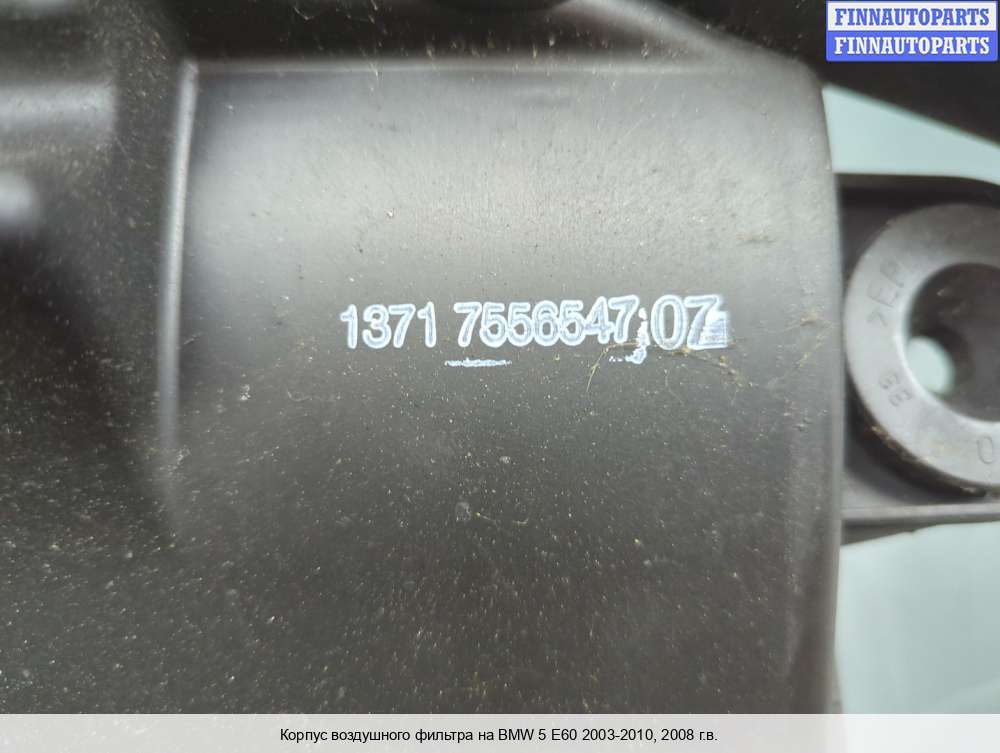 FINNAUTOPARTS
FINNAUTOPARTS
1371 7556547 07
Корпус воздушного фильтра на BMW 5 E60 2003-2010, 2008 г.в.